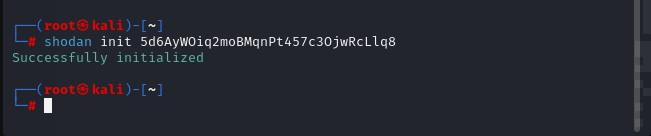 ┌──(root㉿kali)-[~]
└─# shodan init 5d6AyWOiq2moBMqnPt457c3OjwRcLlq8
Successfully initialized
┌──(root㉿kali)-[~]
└─#